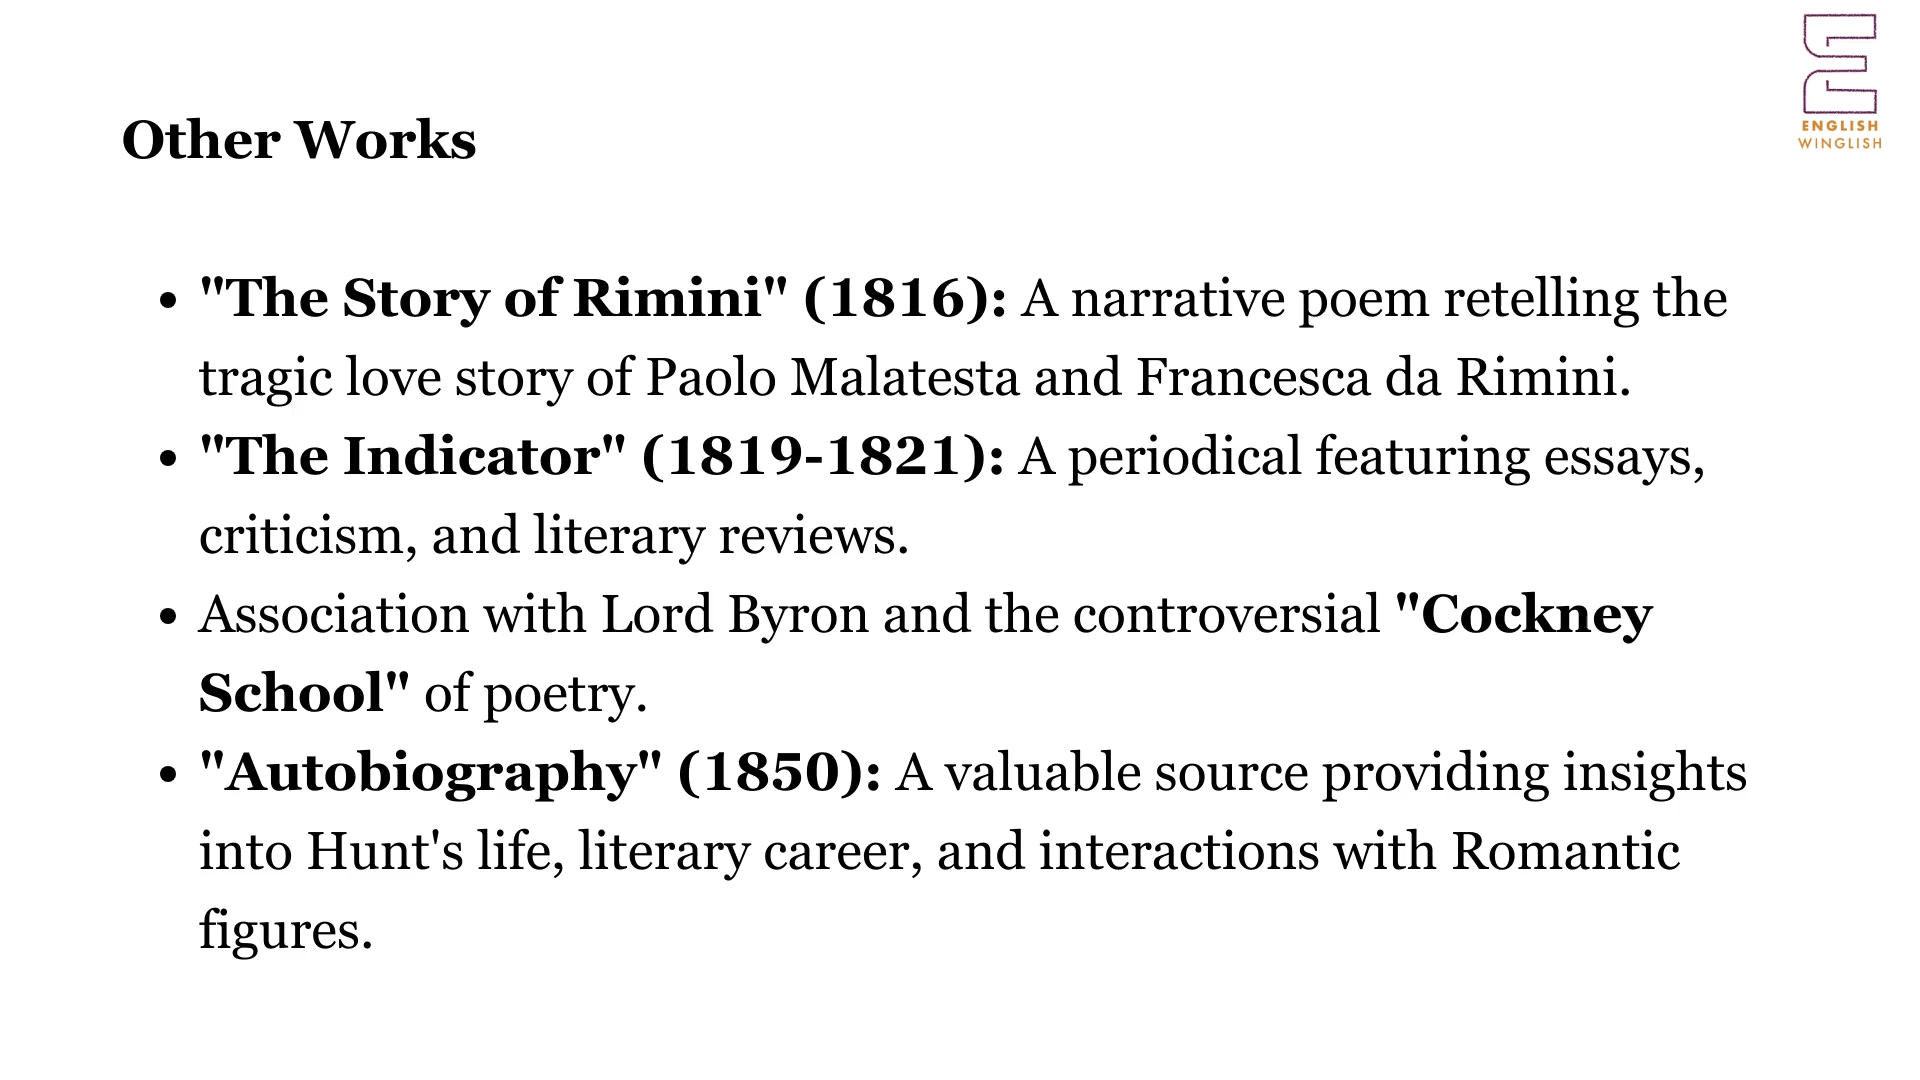 ENGLISH
WINGLISH
Other Works
• "The Story of Rimini" (1816): A narrative poem retelling the
tragic love story of Paolo Malatesta and Francesca da Rimini.
• "The Indicator" (1819-1821): A periodical featuring essays,
criticism, and literary reviews.
• Association with Lord Byron and the controversial "Cockney
School" of poetry.
• "Autobiography" (1850): A valuable source providing insights
into Hunt's life, literary career, and interactions with Romantic
figures.